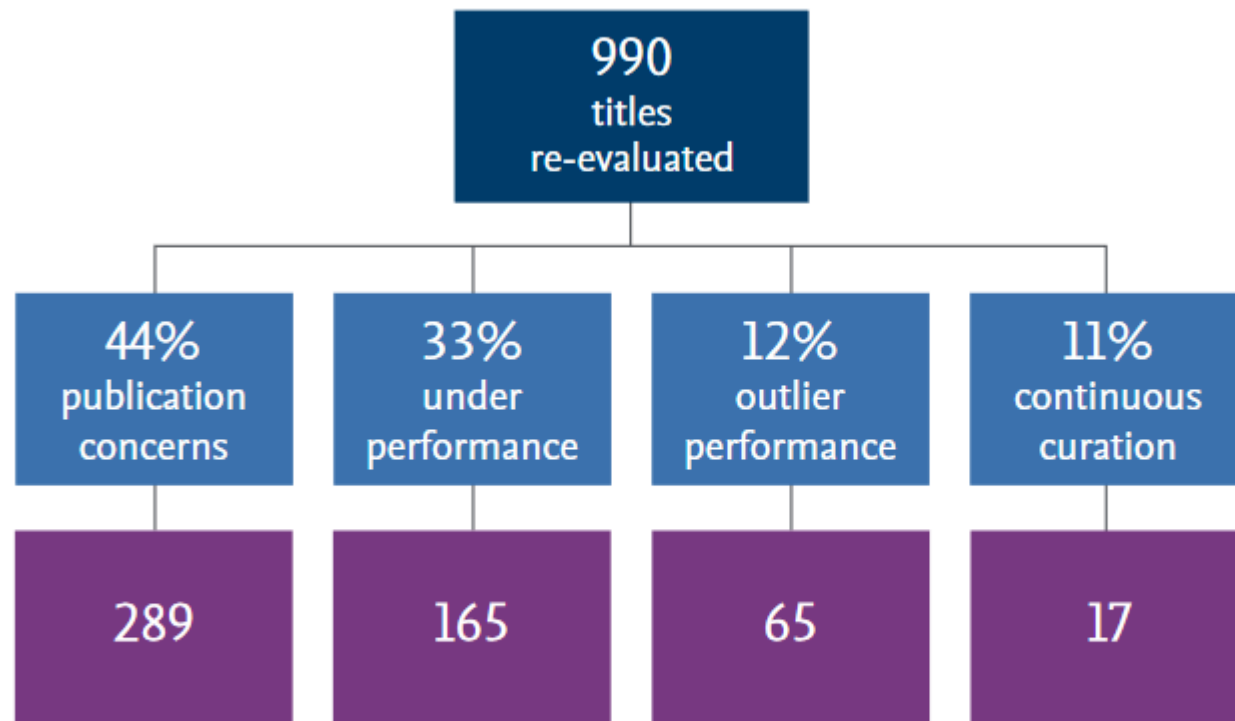 990
titles
re-evaluated
44%
publication
concerns
33%
under
performance
12%
outlier
performance
11%
continuous
curation
289
165
65
17